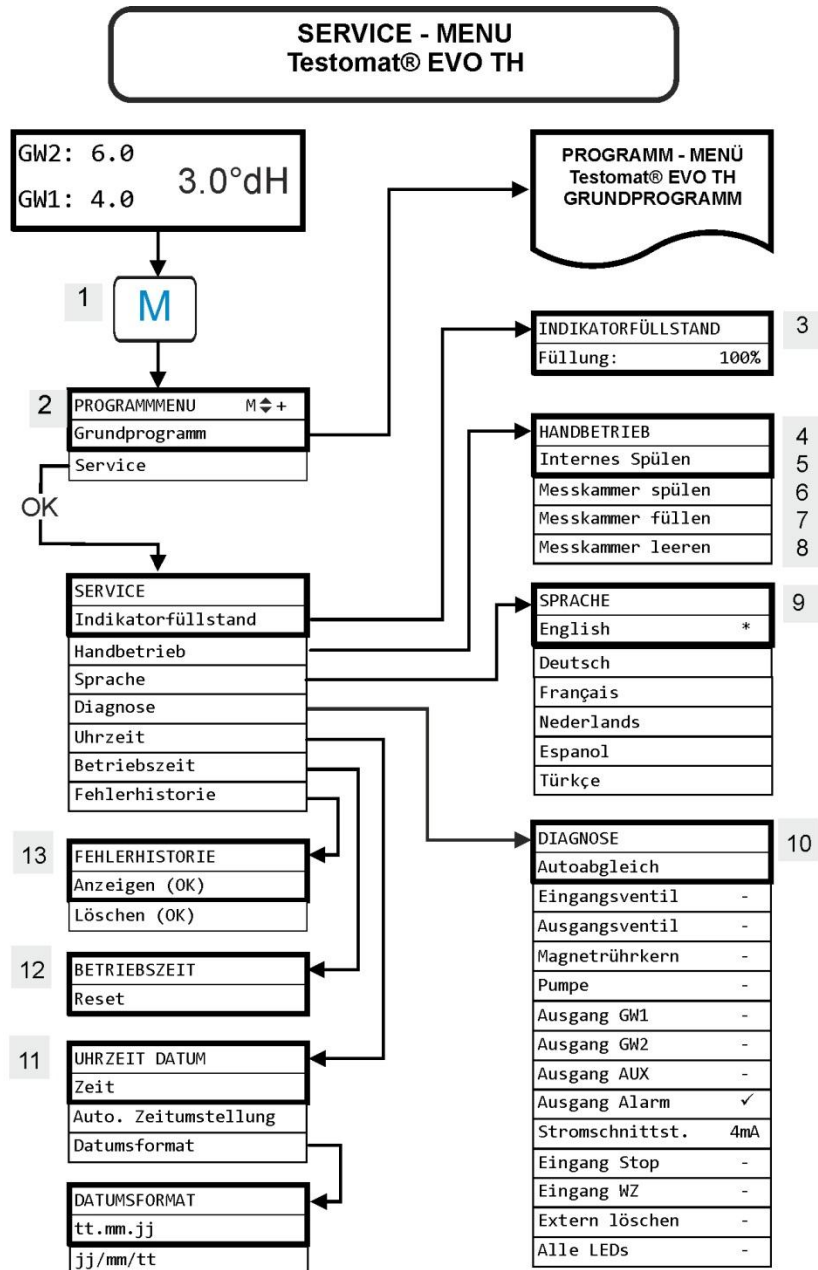 SERVICE - MENU
Testomat® EVO TH
GW2: 6.0
GW1: 4.0
3.0°dH
1
M
2
PROGRAMMMENU M+
Grundprogramm
Service
OK
PROGRAMM - MENÜ
Testomat® EVO TH
GRUNDPROGRAMM
INDIKATORFÜLLSTAND
3
Füllung: 100%
HANDBETRIEB
4
Internes Spülen
5
Messkammer spülen
6
Messkammer füllen
7
Messkammer leeren
8
SERVICE
Indikatorfüllstand
Handbetrieb
Sprache
Diagnose
Uhrzeit
Betriebszeit
Fehlerhistorie
SPRACHE
9
English *
Deutsch
Français
Nederlands
Espanol
Türkçe
13
FEHLERHISTORIE
Anzeigen (OK)
Löschen (OK)
12
BETRIEBSZEIT
Reset
11
UHRZEIT DATUM
Zeit
Auto. Zeitumstellung
Datumsformat
DATUMSFORMAT
tt.mm.jj
jj/mm/tt
DIAGNOSE
10
Autoabgleich
Eingangsventil -
Ausgangsventil -
Magnetrührkern -
Pumpe -
Ausgang GW1 -
Ausgang GW2 -
Ausgang AUX -
Ausgang Alarm ✓
Stromschnittst. 4mA
Eingang Stop -
Eingang WZ -
Extern löschen -
Alle LEDs -